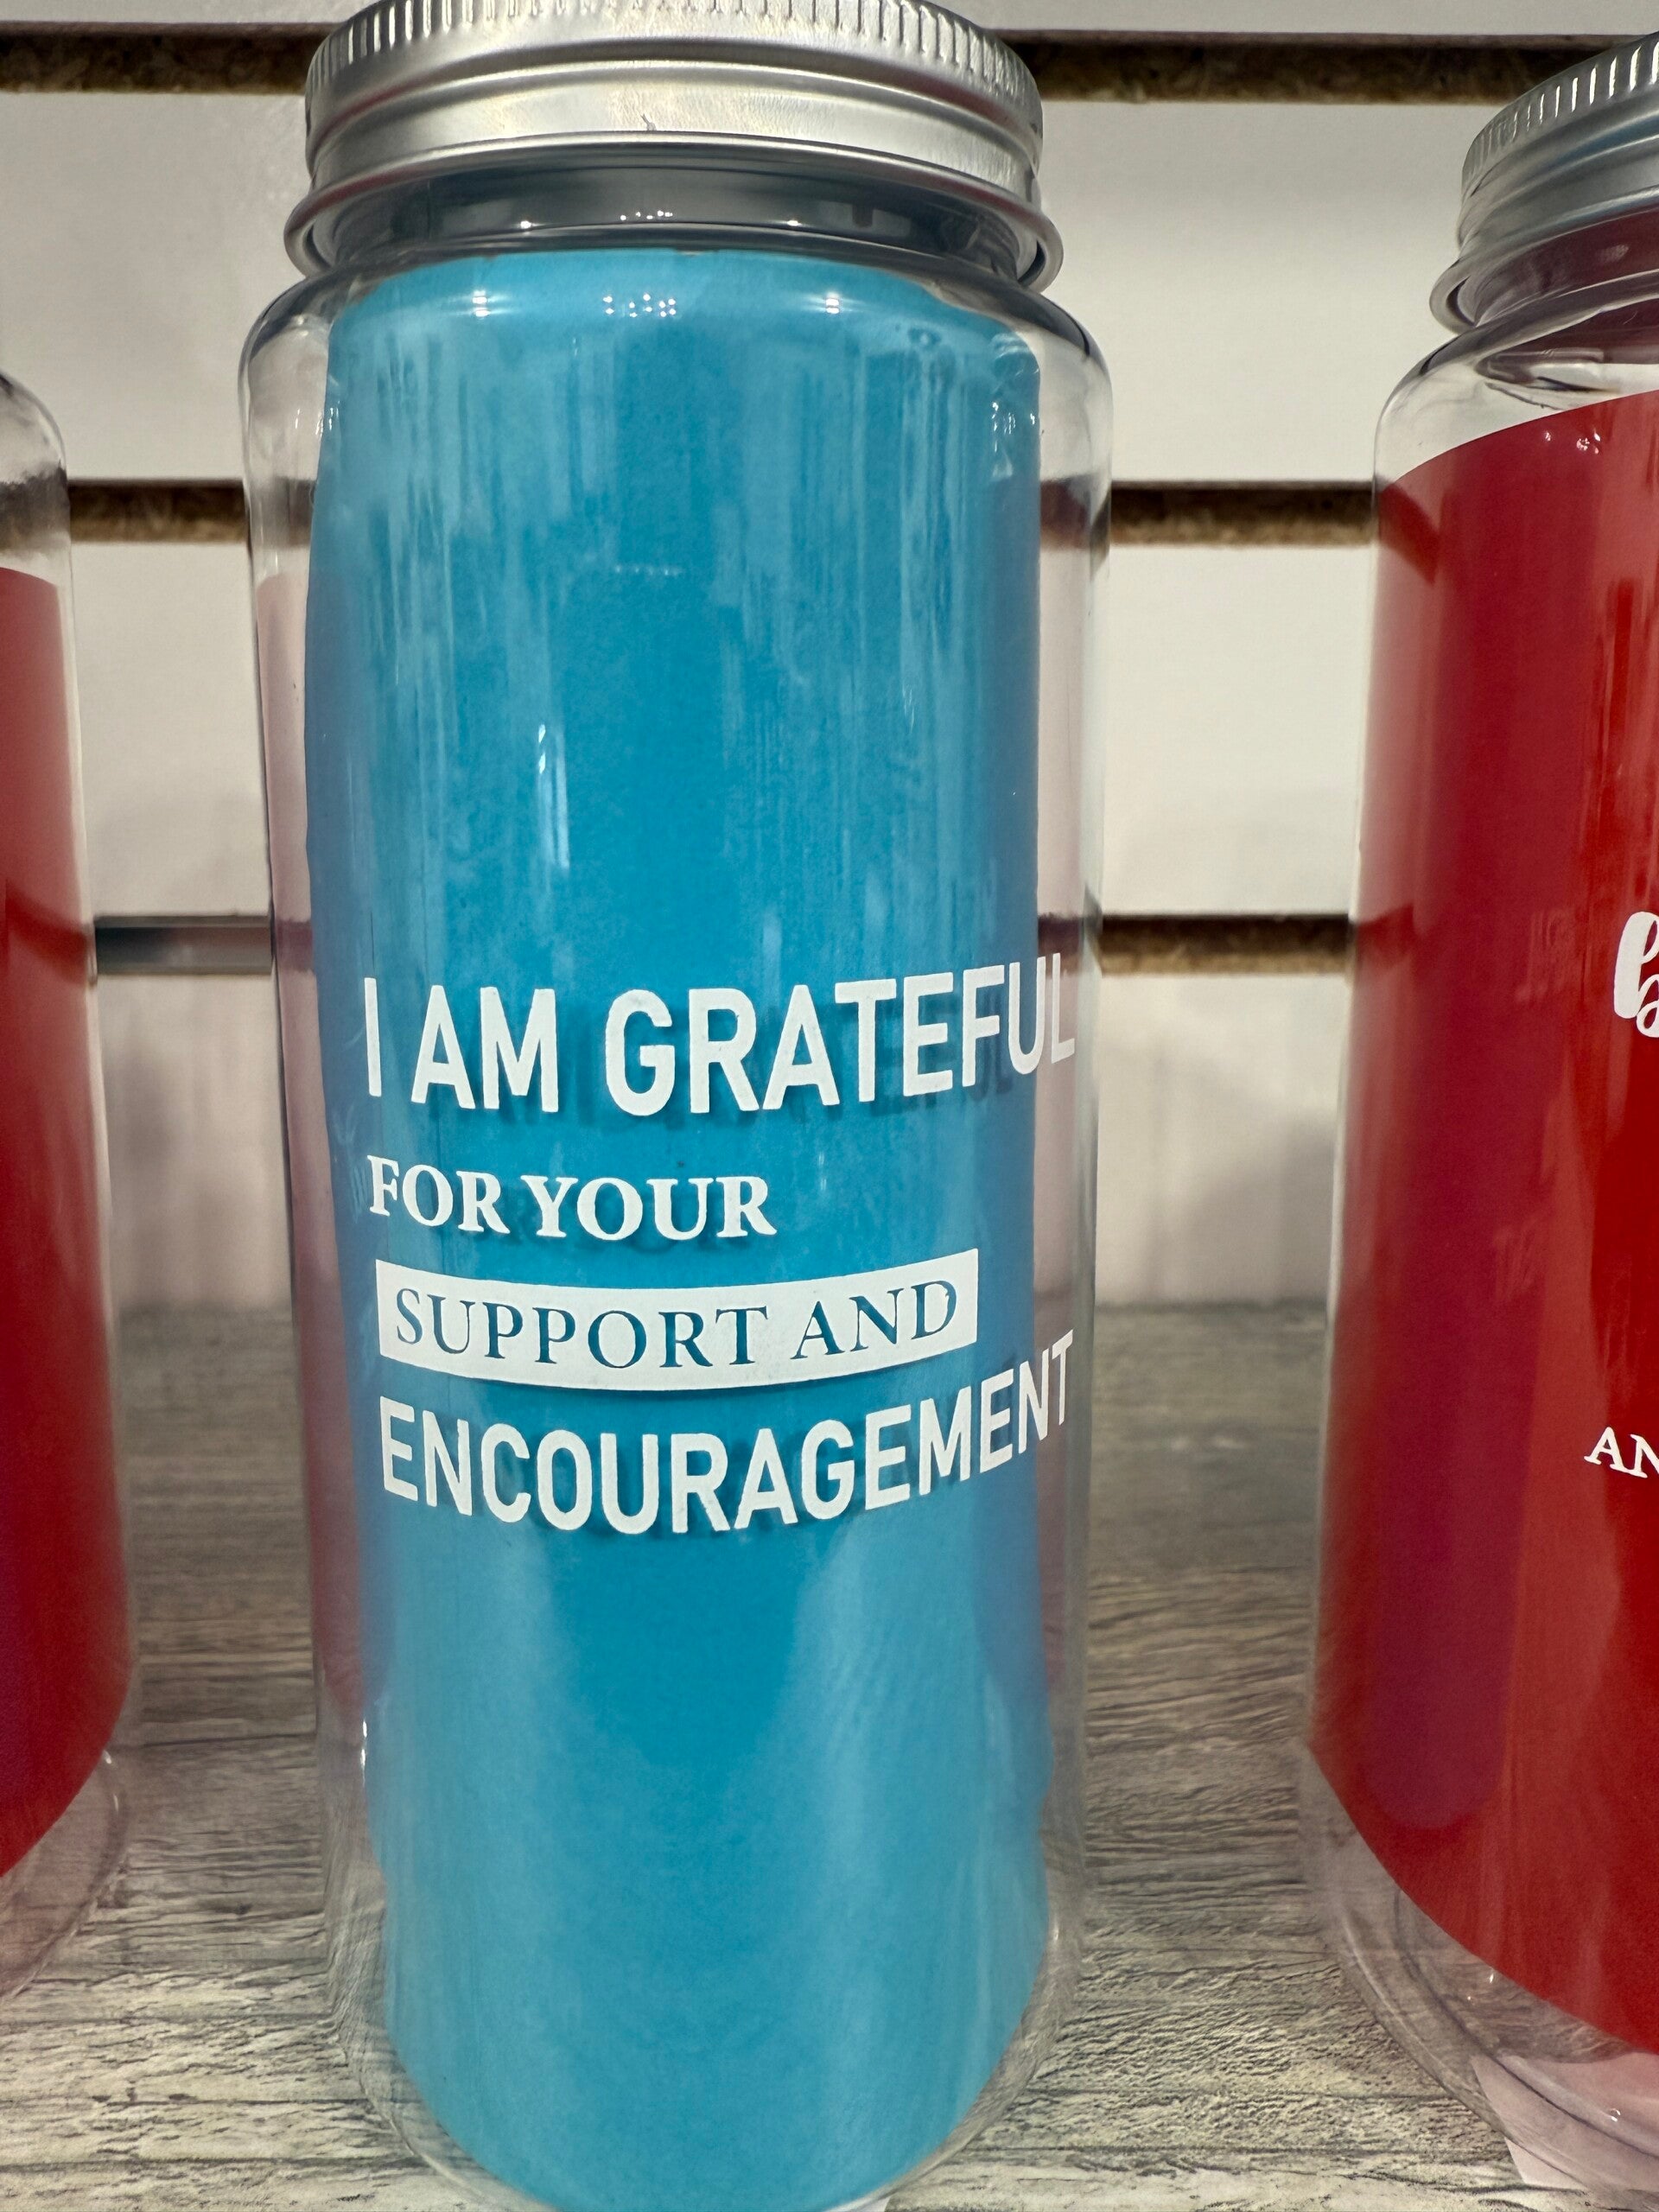 I AM GRATEFUL
FOR YOUR
SUPPORT AND
ENCOURAGEMENT